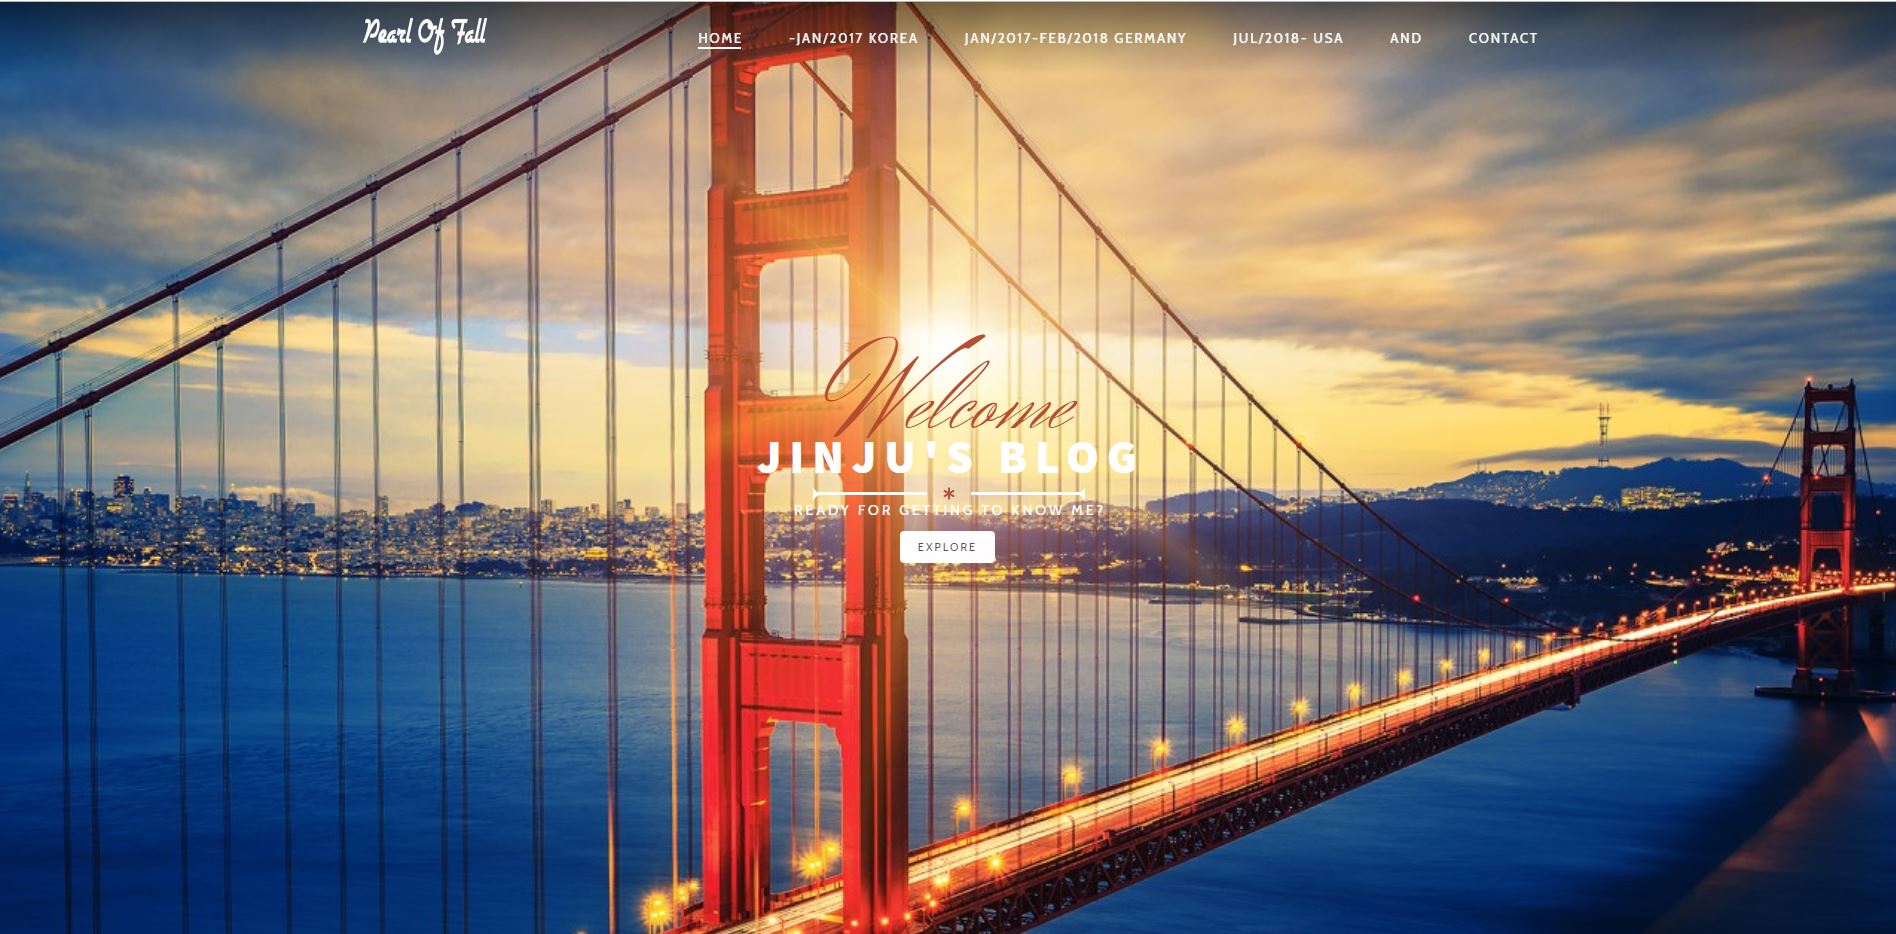 Pearl Of Fall
HOME -JAN/2017 KOREA JAN/2017-FEB/2018 GERMANY JUL/2018- USA AND CONTACT
Welcome
JINJU'S BLOG
*
READY FOR GETTING TO KNOW ME?
EXPLORE